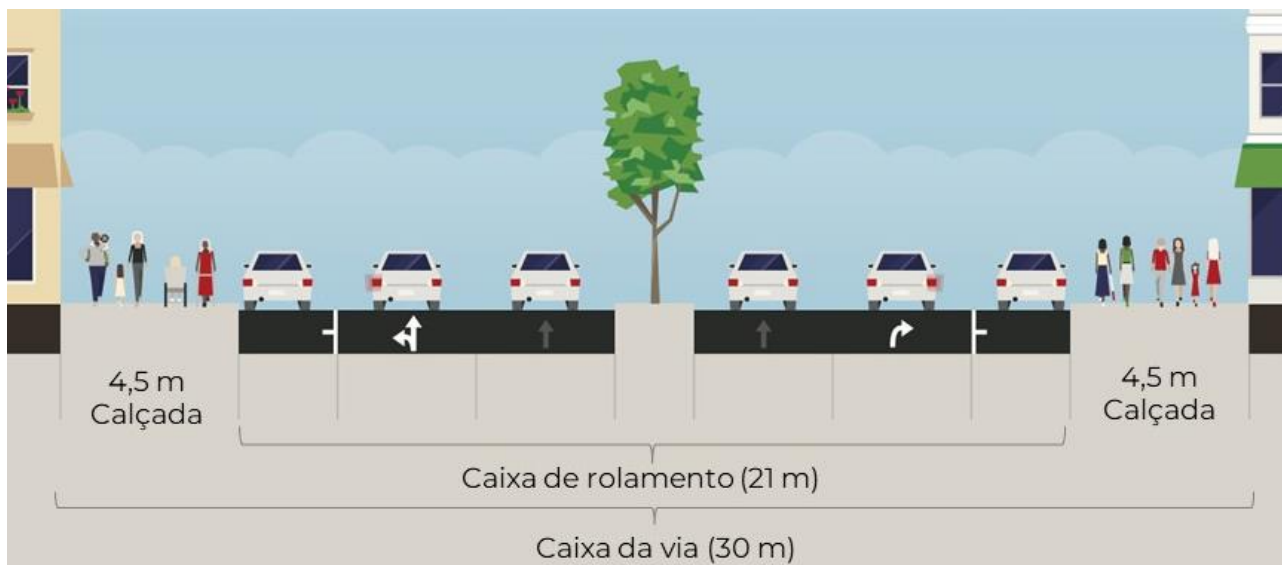 4,5 m
Calçada
4,5 m
Calçada
Caixa de rolamento (21 m)
Caixa da via (30 m)